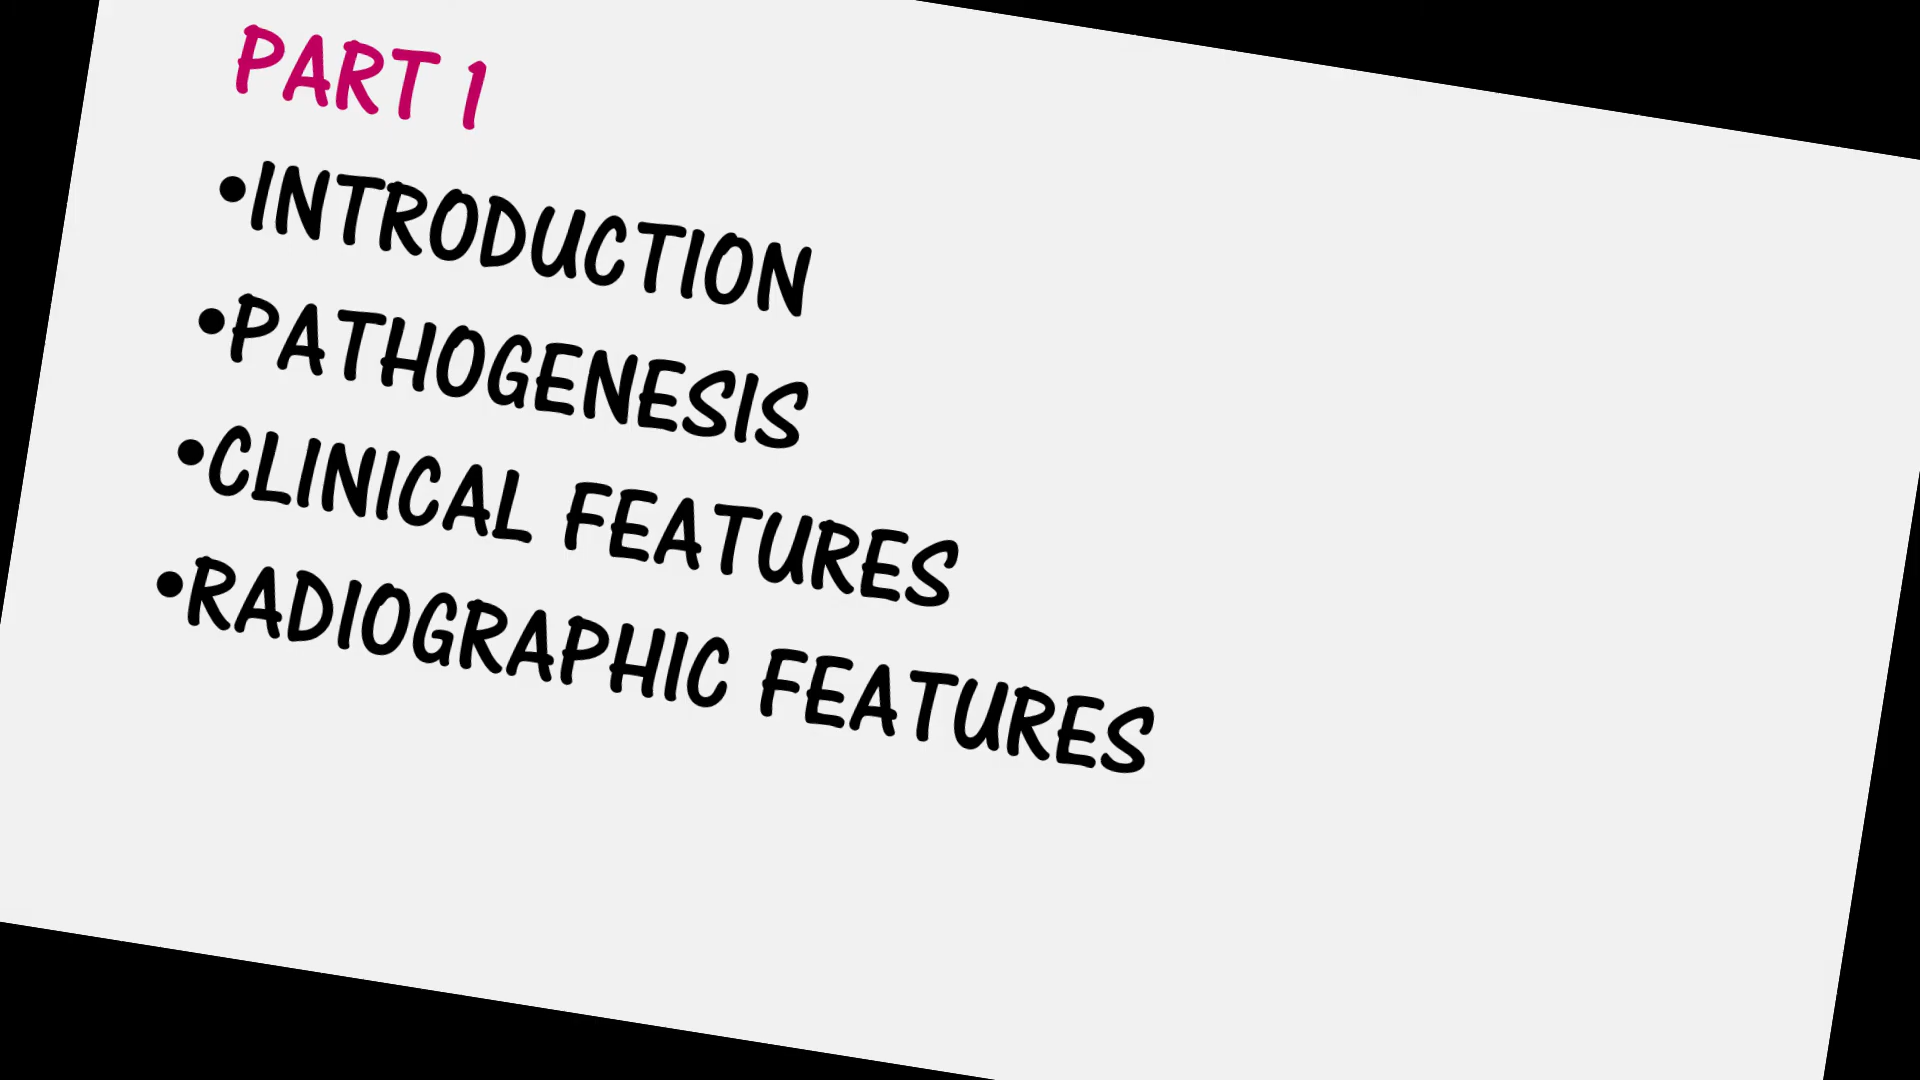 PART 1
•INTRODUCTION
•PATHOGENESIS
•CLINICAL FEATURES
•RADIOGRAPHIC FEATURES